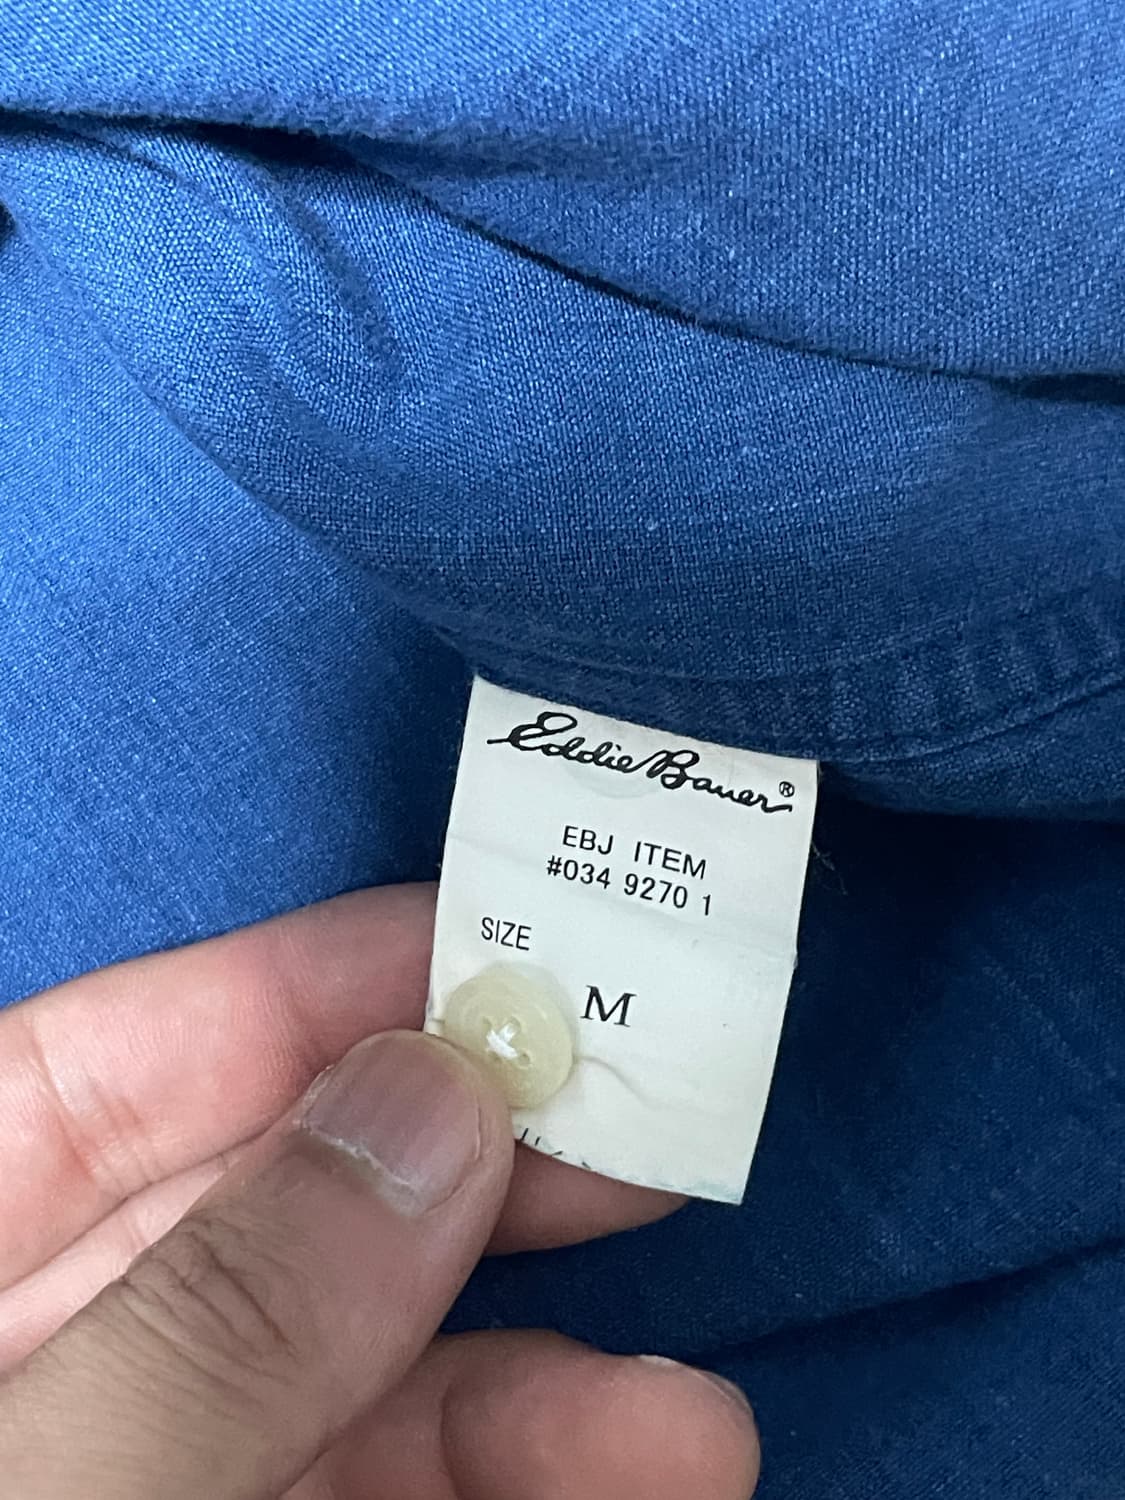 Eddie Bauer®
EBJ ITEM
#034 9270 1
SIZE
M